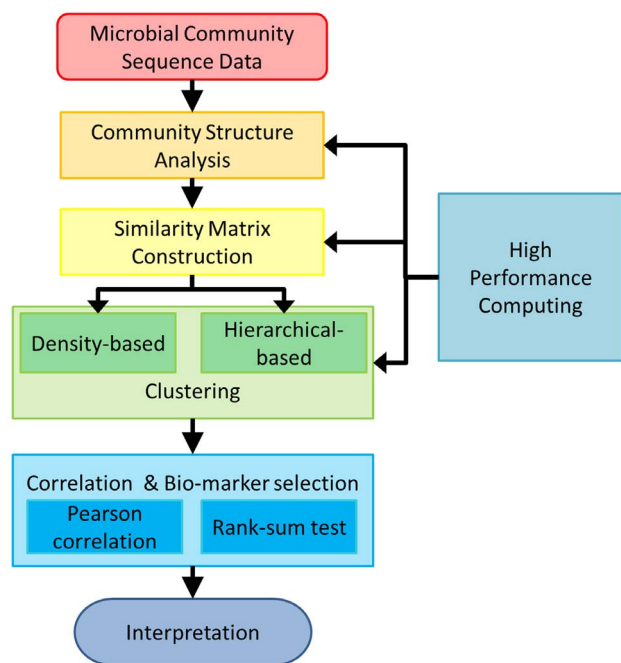 Microbial Community
Sequence Data
Community Structure
Analysis
Similarity Matrix
Construction
High
Performance
Computing
Density-based
Hierarchical-
based
Clustering
Correlation & Bio-marker selection
Pearson
correlation
Rank-sum test
Interpretation